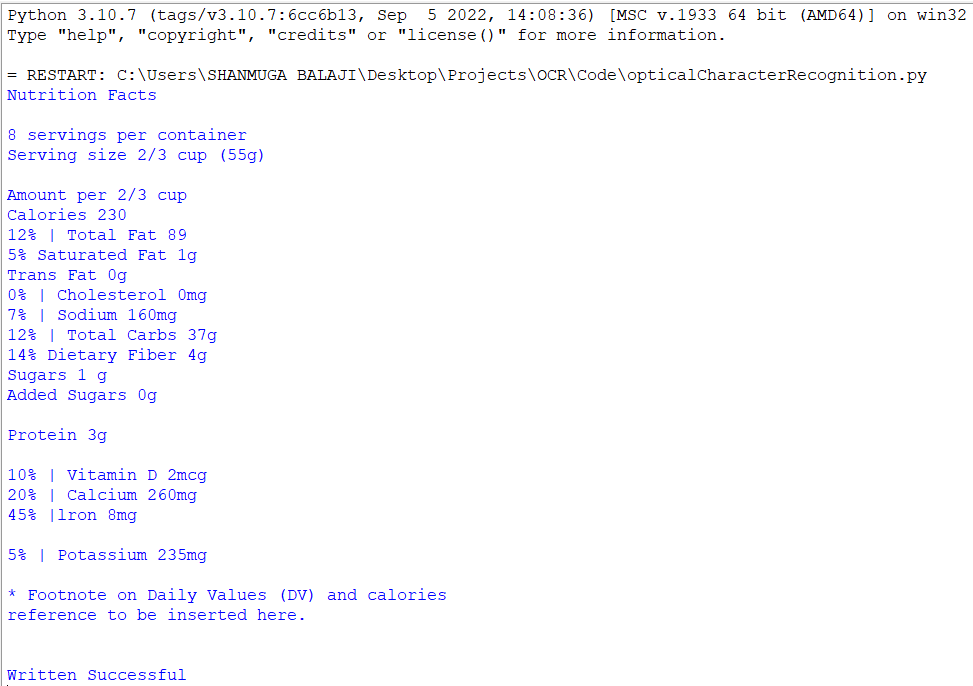 Python 3.10.7 (tags/v3.10.7:6cc6b13, Sep  5 2022, 14:08:36) [MSC v.1933 64 bit (AMD64)] on win32
Type "help", "copyright", "credits" or "license()" for more information.

= RESTART: C:\Users\SHANMUGA BALAJI\Desktop\Projects\OCR\Code\opticalCharacterRecognition.py
Nutrition Facts

8 servings per container
Serving size 2/3 cup (55g)

Amount per 2/3 cup
Calories 230
12% | Total Fat 89
5% Saturated Fat 1g
Trans Fat 0g
0% | Cholesterol 0mg
7% | Sodium 160mg
12% | Total Carbs 37g
14% Dietary Fiber 4g
Sugars 1 g
Added Sugars 0g

Protein 3g

10% | Vitamin D 2mcg
20% | Calcium 260mg
45% |lron 8mg

5% | Potassium 235mg

* Footnote on Daily Values (DV) and calories
reference to be inserted here.


Written Successful